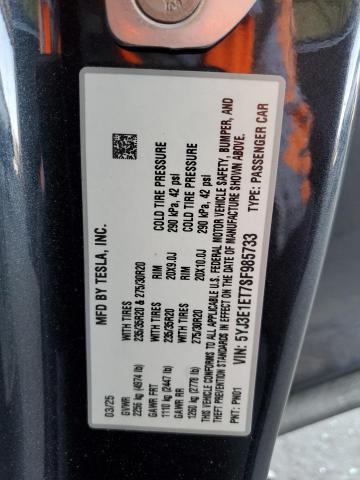 MFD BY TESLA, INC.
03/25
GVWR
2256 kg (4974 lb)
WITH TIRES
235/35R20 & 275/30R20
GAWR FRT
1110 kg (2447 lb)
WITH TIRES
235/35R20
RIM
20X9.0J
COLD TIRE PRESSURE
290 kPa, 42 psi
GAWR RR
1260 kg (2778 lb)
WITH TIRES
275/30R20
RIM
20X10.0J
COLD TIRE PRESSURE
290 kPa, 42 psi
THIS VEHICLE CONFORMS TO ALL APPLICABLE U.S. FEDERAL MOTOR VEHICLE SAFETY, BUMPER, AND
THEFT PREVENTION STANDARDS IN EFFECT ON THE DATE OF MANUFACTURE SHOWN ABOVE.
VIN: 5YJ3E1ET7SF985733
TYPE: PASSENGER CAR
PNT: PN01